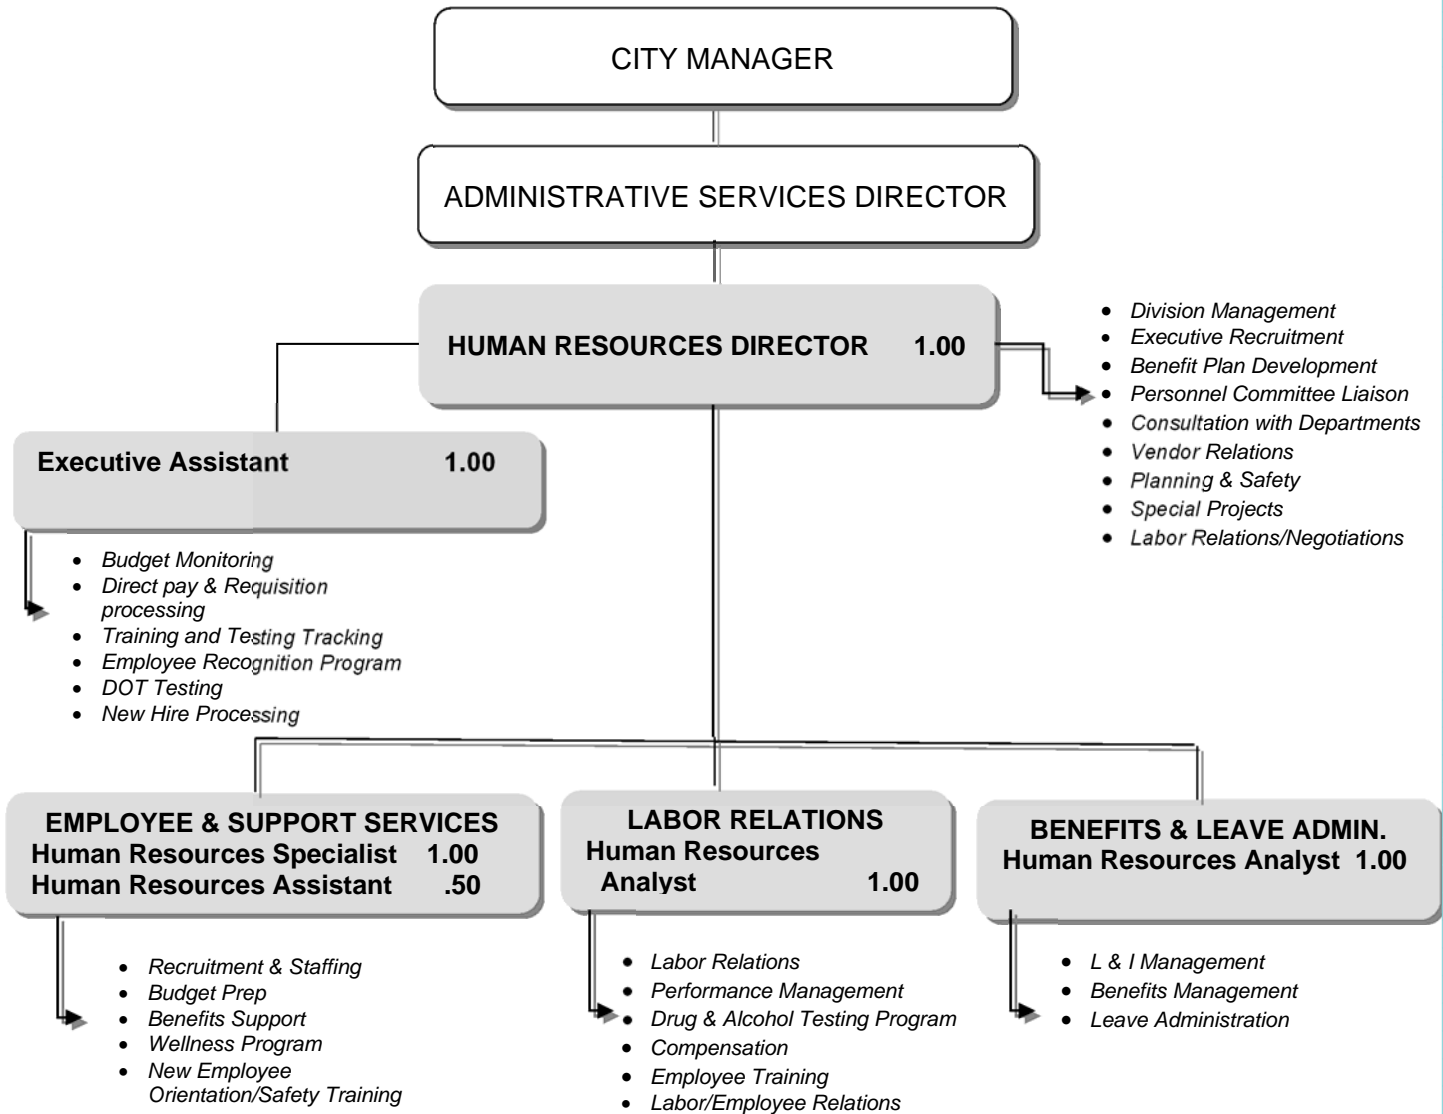 CITY MANAGER
ADMINISTRATIVE SERVICES DIRECTOR
HUMAN RESOURCES DIRECTOR 1.00
• Division Management
• Executive Recruitment
• Benefit Plan Development
• Personnel Committee Liaison
• Consultation with Departments
• Vendor Relations
• Planning & Safety
• Special Projects
• Labor Relations/Negotiations
Executive Assistant 1.00
• Budget Monitoring
• Direct pay & Requisition
processing
• Training and Testing Tracking
• Employee Recognition Program
• DOT Testing
• New Hire Processing
EMPLOYEE & SUPPORT SERVICES
Human Resources Specialist 1.00
Human Resources Assistant .50
• Recruitment & Staffing
• Budget Prep
• Benefits Support
• Wellness Program
• New Employee
Orientation/Safety Training
LABOR RELATIONS
Human Resources
Analyst 1.00
• Labor Relations
• Performance Management
• Drug & Alcohol Testing Program
• Compensation
• Employee Training
• Labor/Employee Relations
BENEFITS & LEAVE ADMIN.
Human Resources Analyst 1.00
• L & I Management
• Benefits Management
• Leave Administration